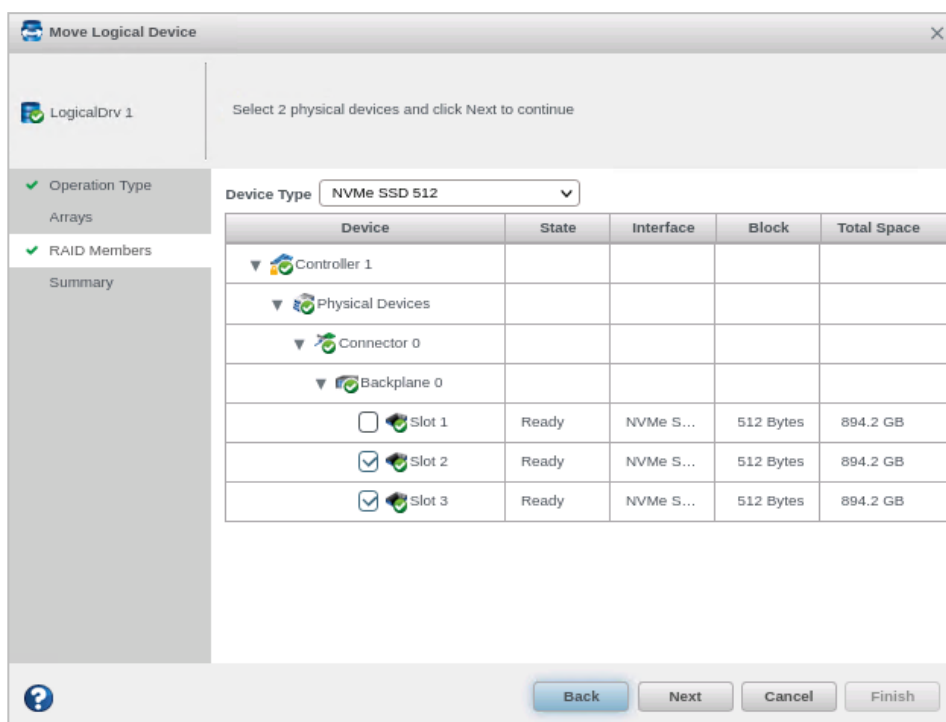 Move Logical Device
LogicalDrv 1
Select 2 physical devices and click Next to continue
Operation Type
Arrays
RAID Members
Summary
Device Type NVMe SSD 512
Device State Interface Block Total Space
Controller 1
Physical Devices
Connector 0
Backplane 0
Slot 1 Ready NVMe S... 512 Bytes 894.2 GB
Slot 2 Ready NVMe S... 512 Bytes 894.2 GB
Slot 3 Ready NVMe S... 512 Bytes 894.2 GB
? Back Next Cancel Finish